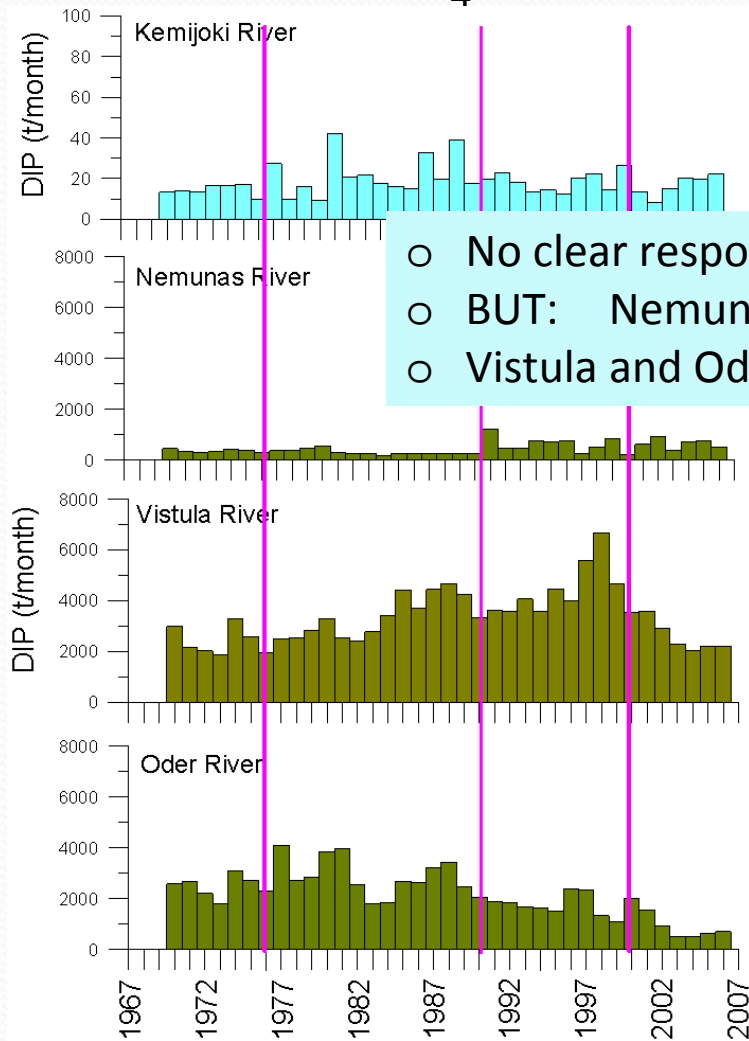 4
Kemijoki River
100
80
60
40
20
0
DIP (t/month)
o No clear respo
o BUT: Nemun
o Vistula and Od
Nemunas River
8000
6000
4000
2000
0
Vistula River
8000
6000
4000
2000
0
DIP (t/month)
Oder River
8000
6000
4000
2000
0
1967 1972 1977 1982 1987 1992 1997 2002 2007